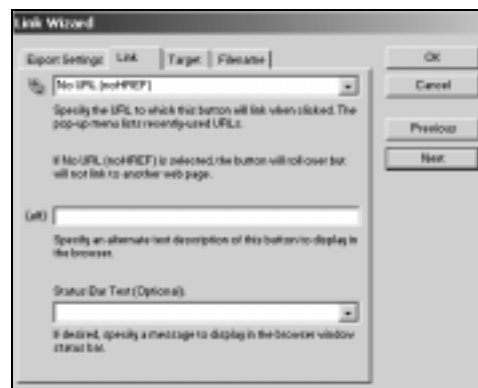 Link Wizard
Export Settings Link Target Filename
No URL (noHREF)
Specify the URL to which this button will link when clicked. The
pop-up menu lists recently-used URLs.
If No URL (noHREF) is selected, the button will roll over but
will not link to another web page.
(alt)
Specify an alternate text description of this button to display in
the browser.
Status Bar Text (Optional):
If desired, specify a message to display in the browser window
status bar.
OK
Cancel
Previous
Next